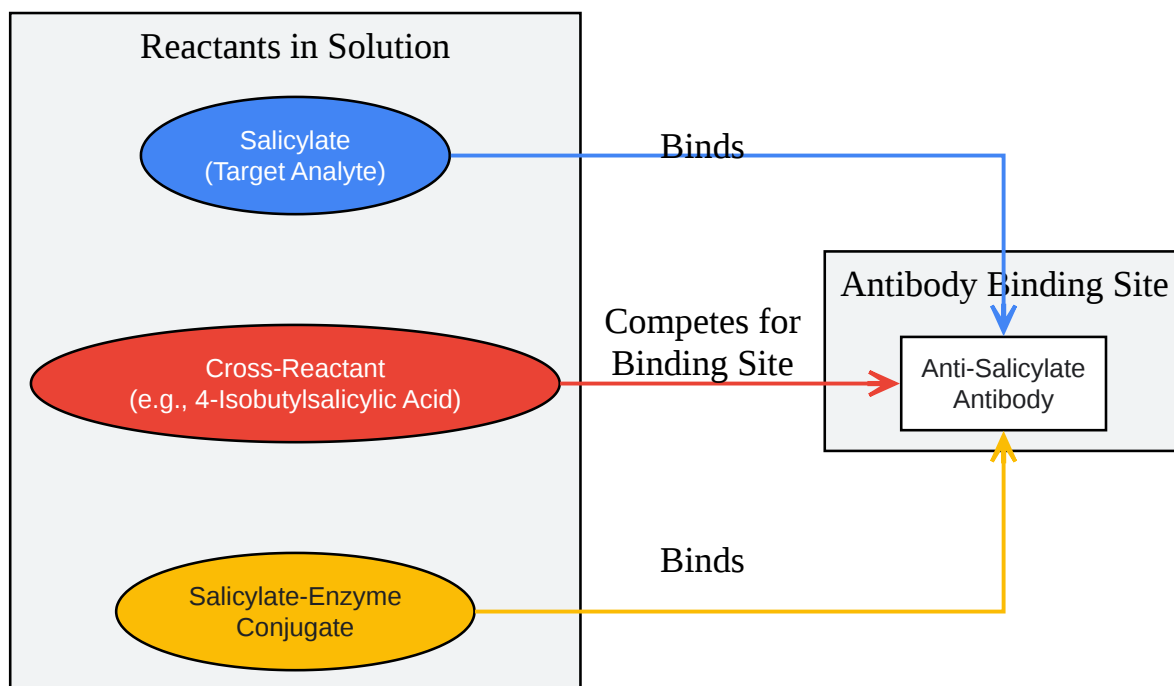 Reactants in Solution
Salicylate
(Target Analyte)
Binds
Antibody Binding Site
Competes for
Binding Site
Cross-Reactant
(e.g., 4-Isobutylsalicylic Acid)
Anti-Salicylate
Antibody
Binds
Salicylate-Enzyme
Conjugate